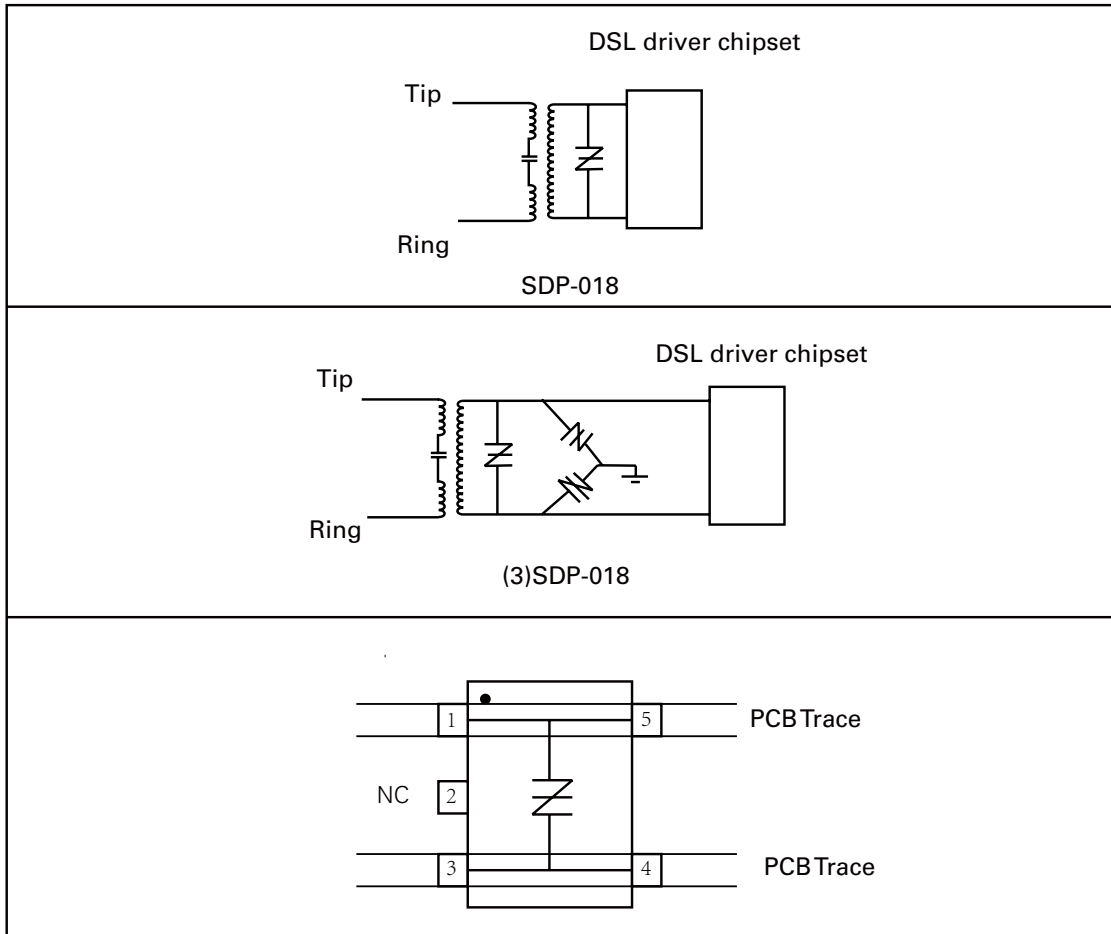 DSL driver chipset
Tip
Ring
SDP-018
DSL driver chipset
Tip
Ring
(3)SDP-018
1
5
PCB Trace
NC
2
3
4
PCB Trace